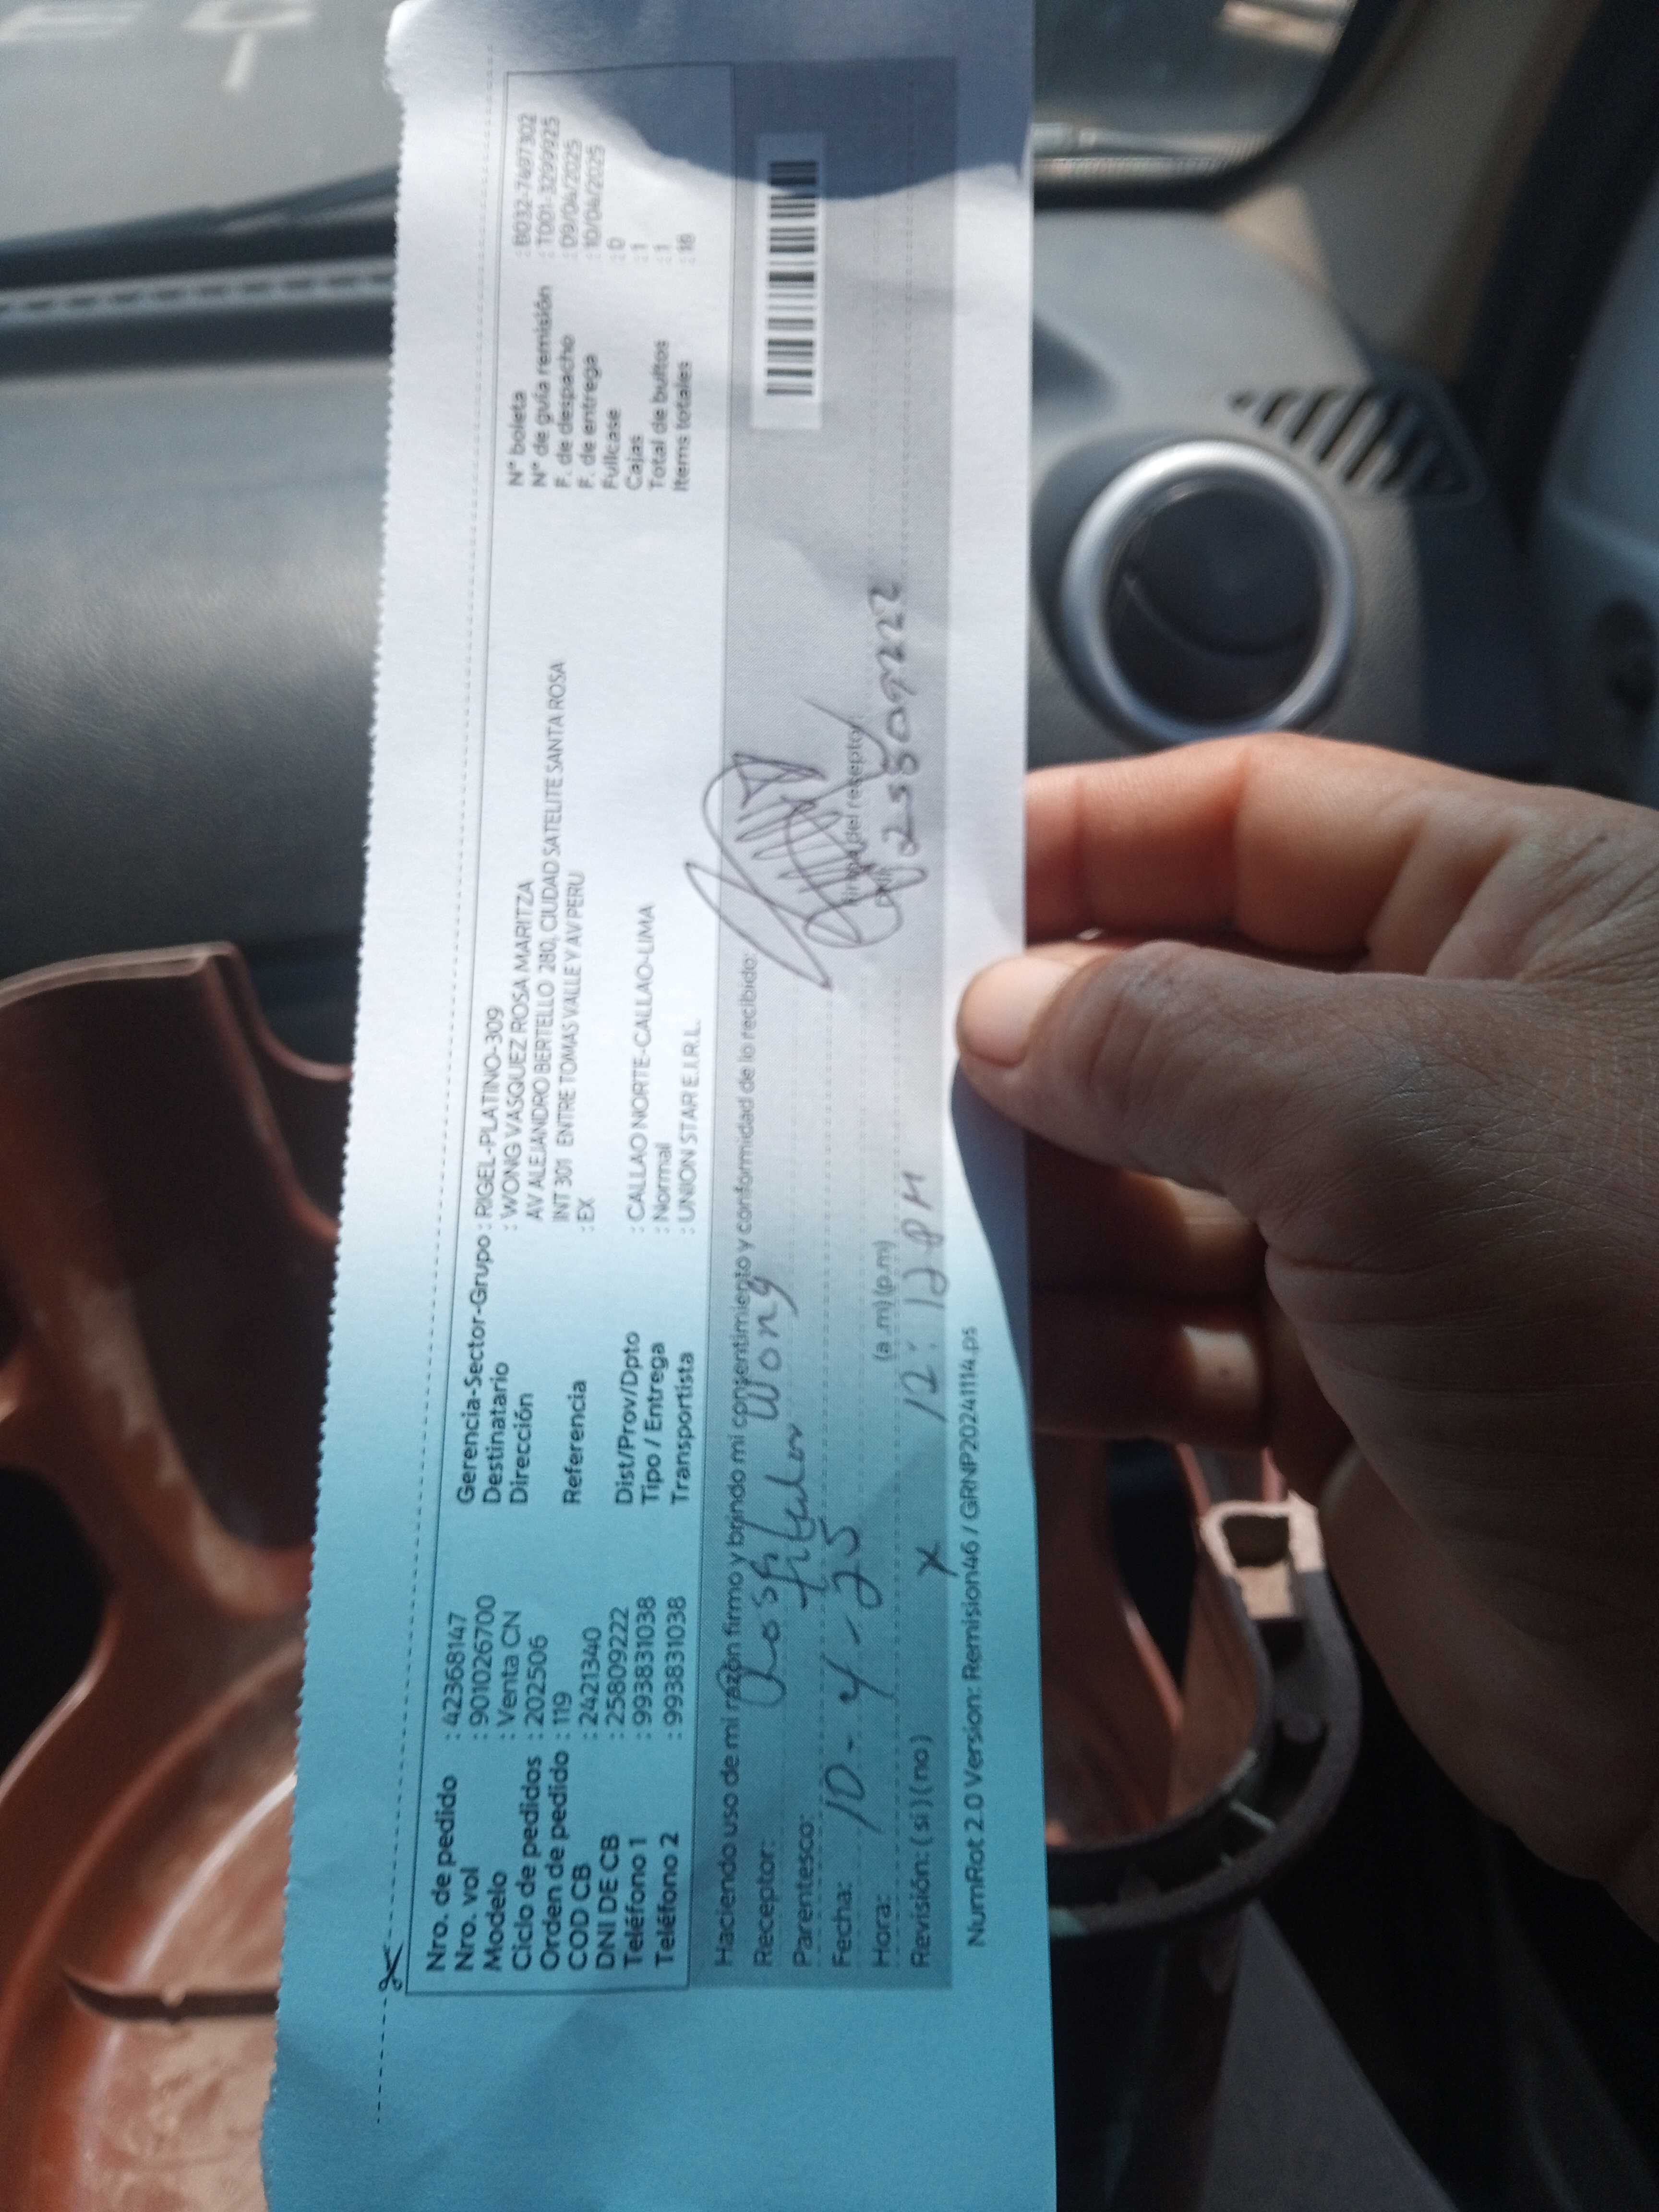 Nro. de pedido : 42368147
Nro. vol : 901026700
Modelo : Venta CN
Ciclo de pedidos : 202506
Orden de pedido : 119
COD CB : 2421340
DNI DE CB : 25809222
Teléfono 1 : 993831038
Teléfono 2 : 993831038
Gerencia-Sector-Grupo : RIGEL-PLATINO-309
Destinatario : WONG VASQUEZ ROSA MARITZA
Dirección AV ALEJANDRO BERTELLO 280, CIUDAD SATELITE SANTA ROSA
INT 301 ENTRE TOMAS VALLE Y AV PERU
Referencia : EX
Dist/Prov/Dpto : CALLAO NORTE-CALLAO-LIMA
Tipo / Entrega : Normal
Transportista : UNION STAR E.I.R.L.
N° boleta : B032-7497302
N° de guía remisión : T001-3299925
F. de despacho : 09/04/2025
F. de entrega : 10/04/2025
Fullcase : 0
Cajas : 1
Total de bultos : 1
Items totales : 18
Haciendo uso de mi razón firmo y brindo mi consentimiento y conformidad de lo recibido:
Receptor: Rosa Wong
Parentesco: titular
Fecha: 10-4-25
Firma del receptor
Hora: (a.m) (p.m)
DNI 25809222
Revisión: ( si ) ( no ) x 12:12 PM
NumRot 2.0 Version: Remision46 / GRNP20241114.ps